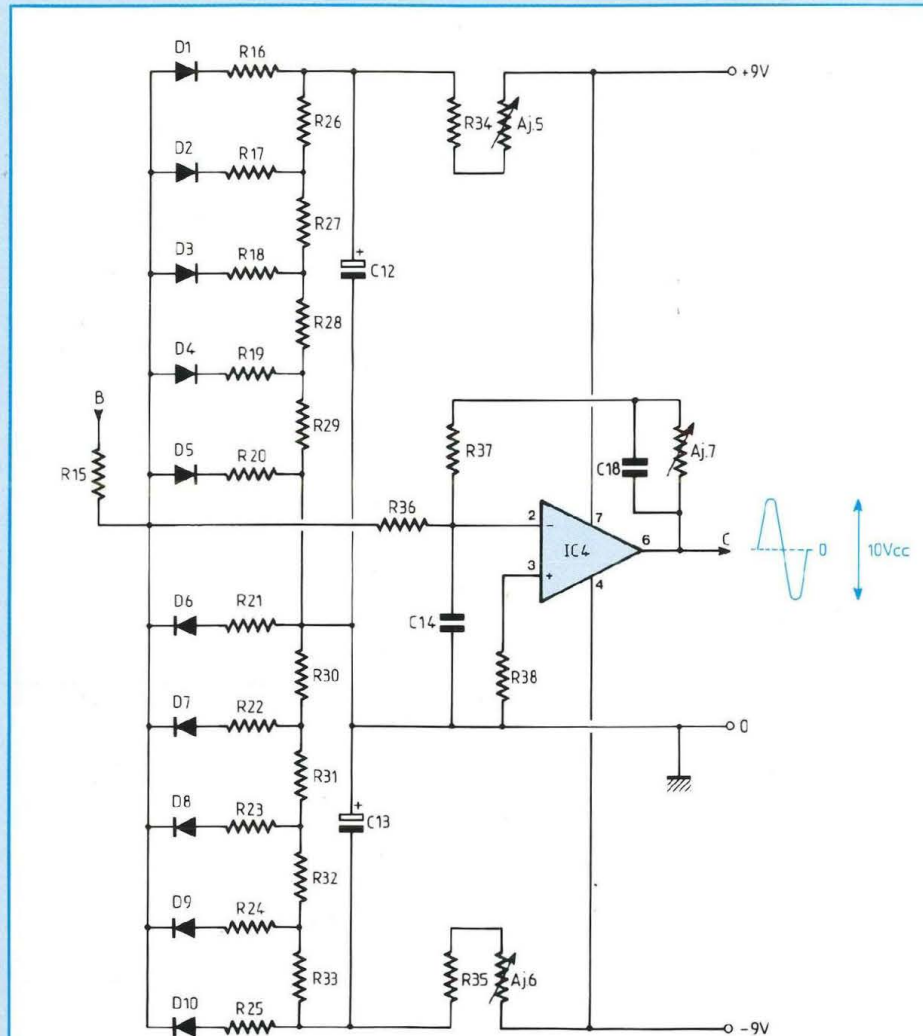 D1
R16
+9V
R26
R34
Aj.5
D2
R17
R27
D3
R18
+
C12
R28
D4
R19
B
R29
R37
C18
Aj.7
D5
R20
R15
R36
2
-
7
IC4
6
C
0
10Vcc
3
+
4
D6
R21
C14
R30
R38
D7
R22
0
R31
D8
R23
+
C13
R32
D9
R24
R33
R35
Aj.6
D10
R25
-9V